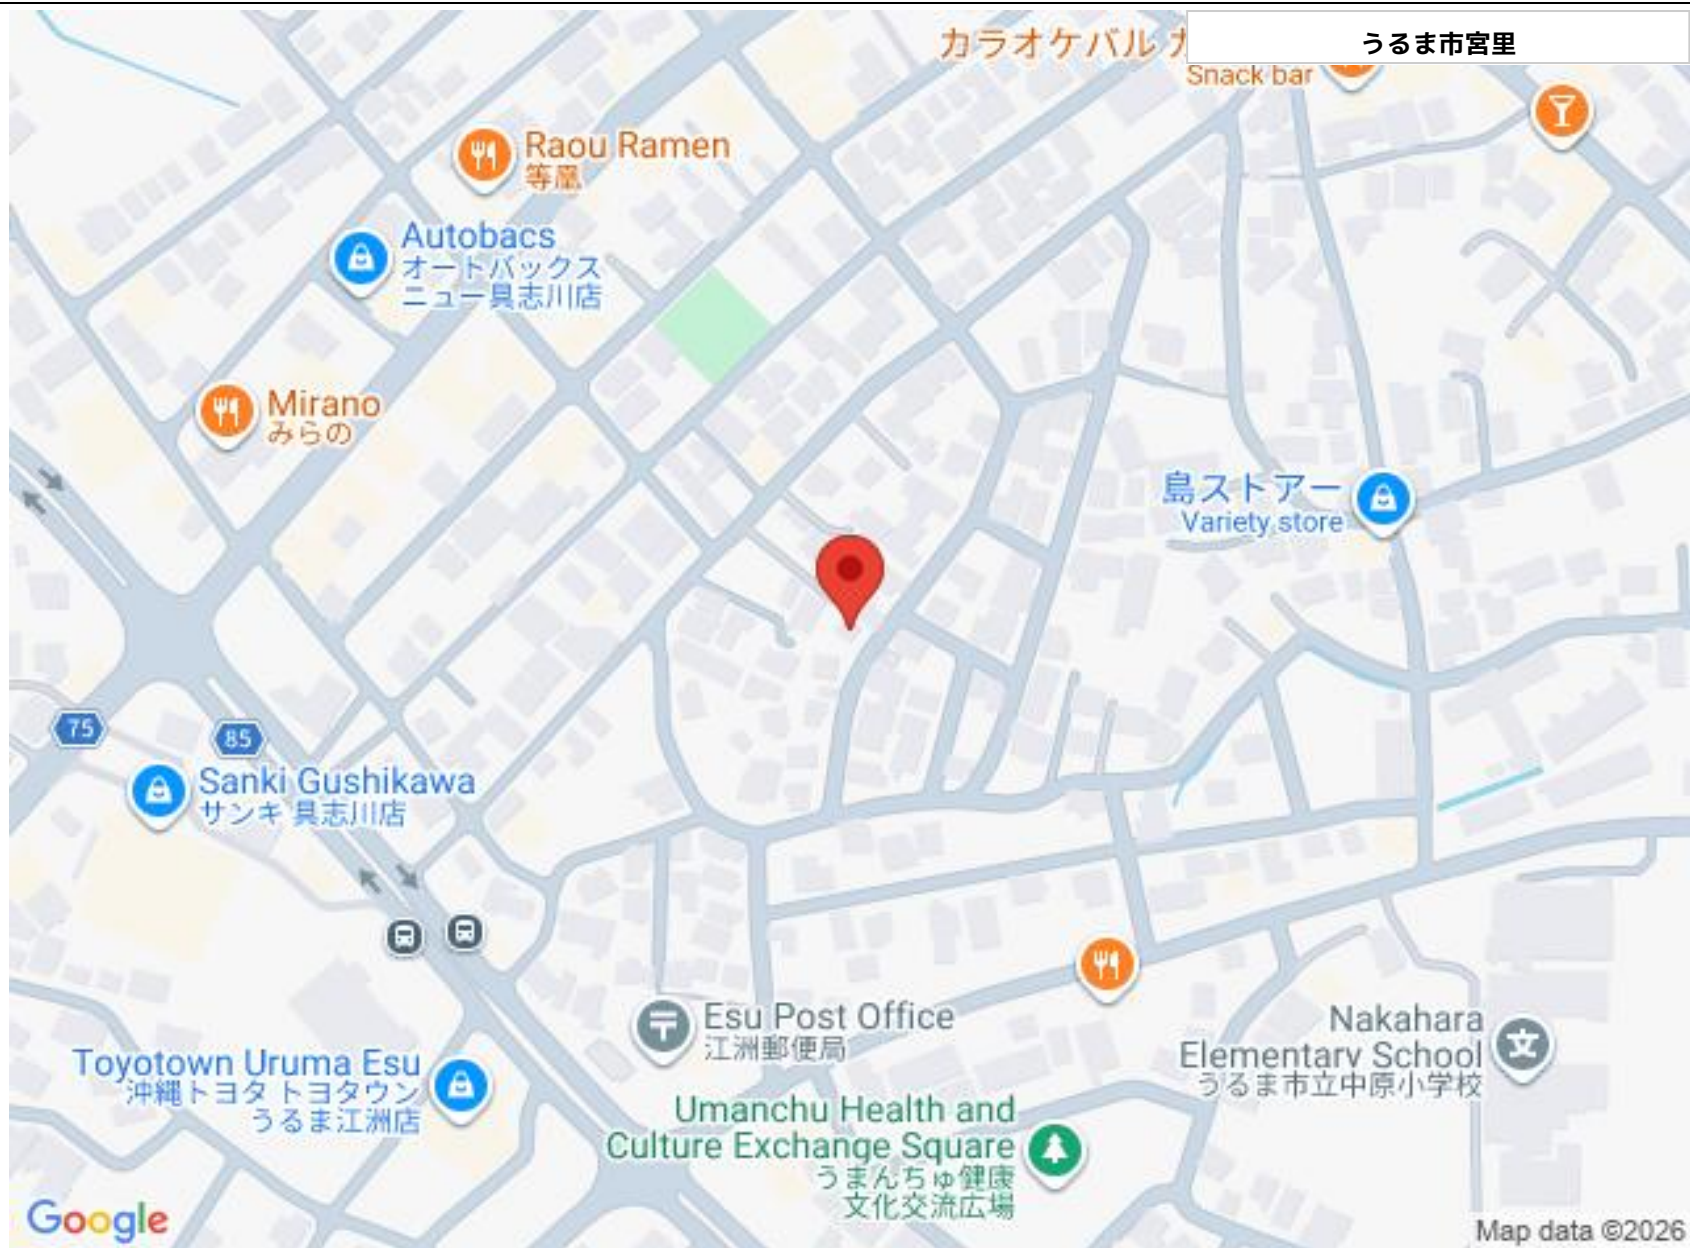 カラオケバル カ
うるま市宮里
Snack bar
Raou Ramen
等凰
Autobacs
オートバックス
ニュー具志川店
Mirano
みらの
島ストアー
Variety store
75
85
Sanki Gushikawa
サンキ 具志川店
Esu Post Office
江洲郵便局
Nakahara
Elementary School
うるま市立中原小学校
Toyotown Uruma Esu
沖縄トヨタ トヨタウン
うるま江洲店
Umanchu Health and
Culture Exchange Square
うまんちゅ健康
文化交流広場
Google
Map data ©2026